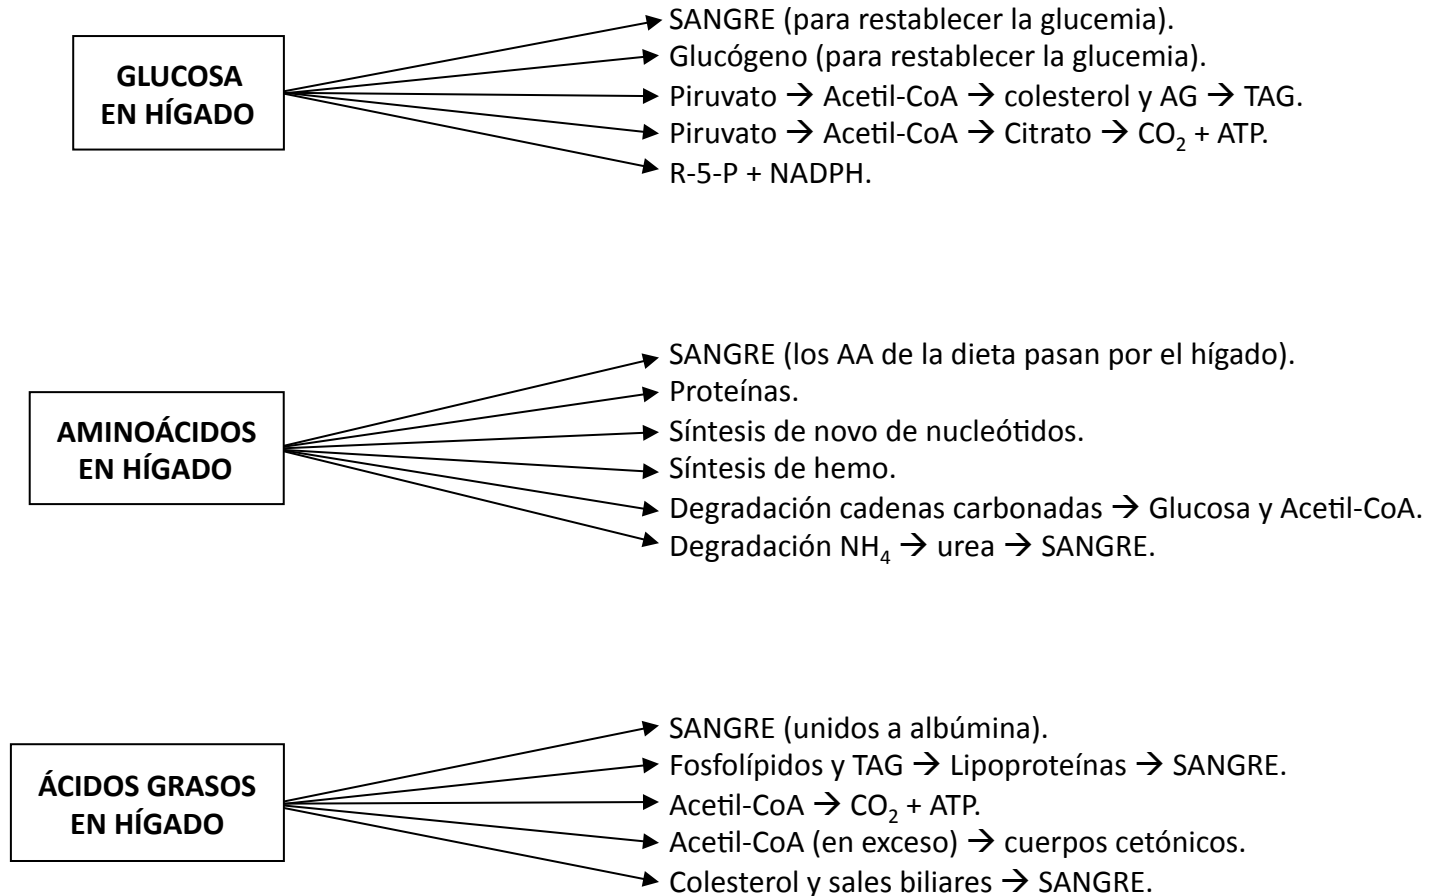 GLUCOSA
EN HÍGADO
SANGRE (para restablecer la glucemia).
Glucógeno (para restablecer la glucemia).
Piruvato → Acetil-CoA → colesterol y AG → TAG.
Piruvato → Acetil-CoA → Citrato → CO₂ + ATP.
R-5-P + NADPH.
AMINOÁCIDOS
EN HÍGADO
SANGRE (los AA de la dieta pasan por el hígado).
Proteínas.
Síntesis de novo de nucleótidos.
Síntesis de hemo.
Degradación cadenas carbonadas → Glucosa y Acetil-CoA.
Degradación NH₄ → urea → SANGRE.
ÁCIDOS GRASOS
EN HÍGADO
SANGRE (unidos a albúmina).
Fosfolípidos y TAG → Lipoproteínas → SANGRE.
Acetil-CoA → CO₂ + ATP.
Acetil-CoA (en exceso) → cuerpos cetónicos.
Colesterol y sales biliares → SANGRE.